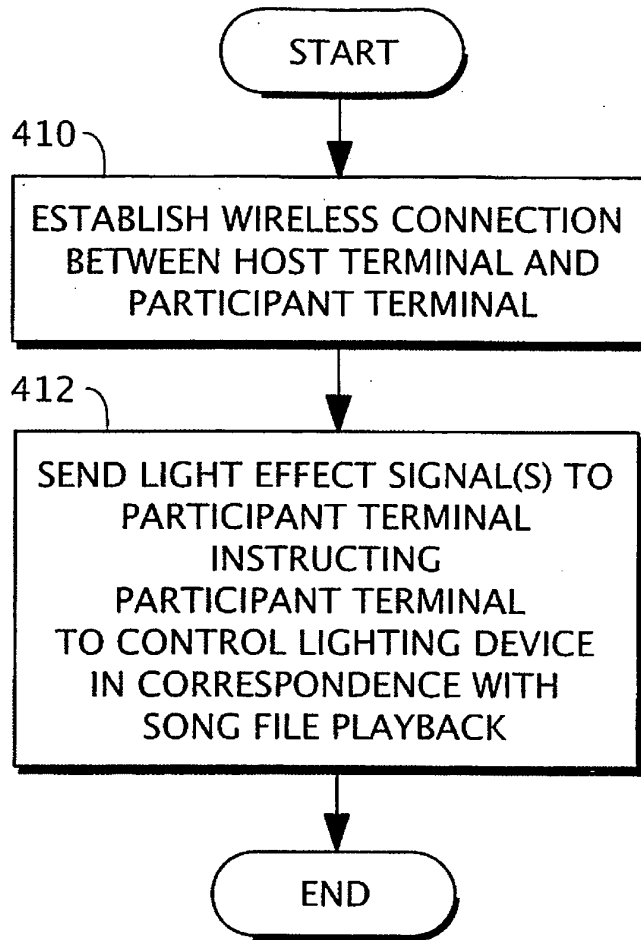 START
410
ESTABLISH WIRELESS CONNECTION
BETWEEN HOST TERMINAL AND
PARTICIPANT TERMINAL
412
SEND LIGHT EFFECT SIGNAL(S) TO
PARTICIPANT TERMINAL
INSTRUCTING
PARTICIPANT TERMINAL
TO CONTROL LIGHTING DEVICE
IN CORRESPONDENCE WITH
SONG FILE PLAYBACK
END